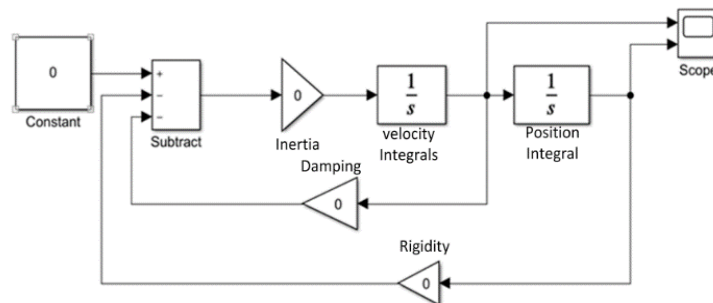 0
Constant
+
−
−
Subtract
0
Inertia
1
s
velocity
Integrals
1
s
Position
Integral
Scope
Damping
0
Rigidity
0